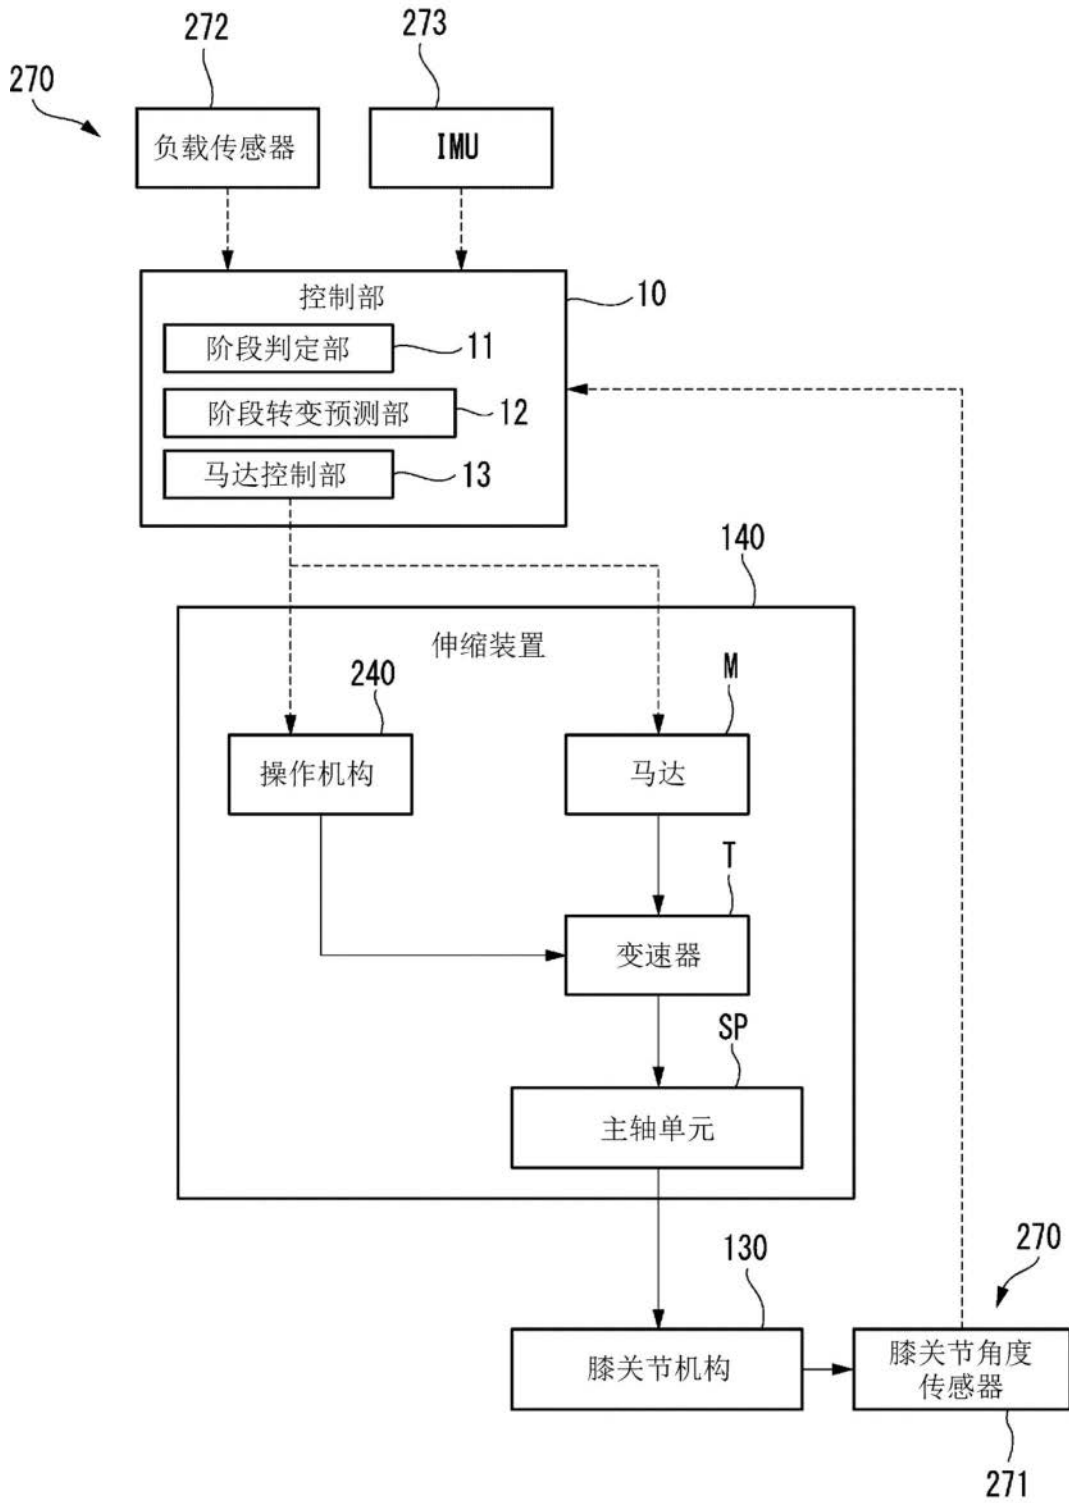 272
273
270
负载传感器
IMU
控制部
10
阶段判定部
11
阶段转变预测部
12
马达控制部
13
140
伸缩装置
240
M
操作机构
马达
T
变速器
SP
主轴单元
130
270
膝关节机构
膝关节角度
传感器
271